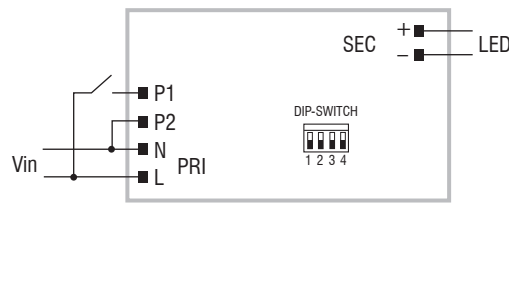 +
SEC
LED
–
P1
DIP-SWITCH
P2
N
1 2 3 4
Vin
PRI
L